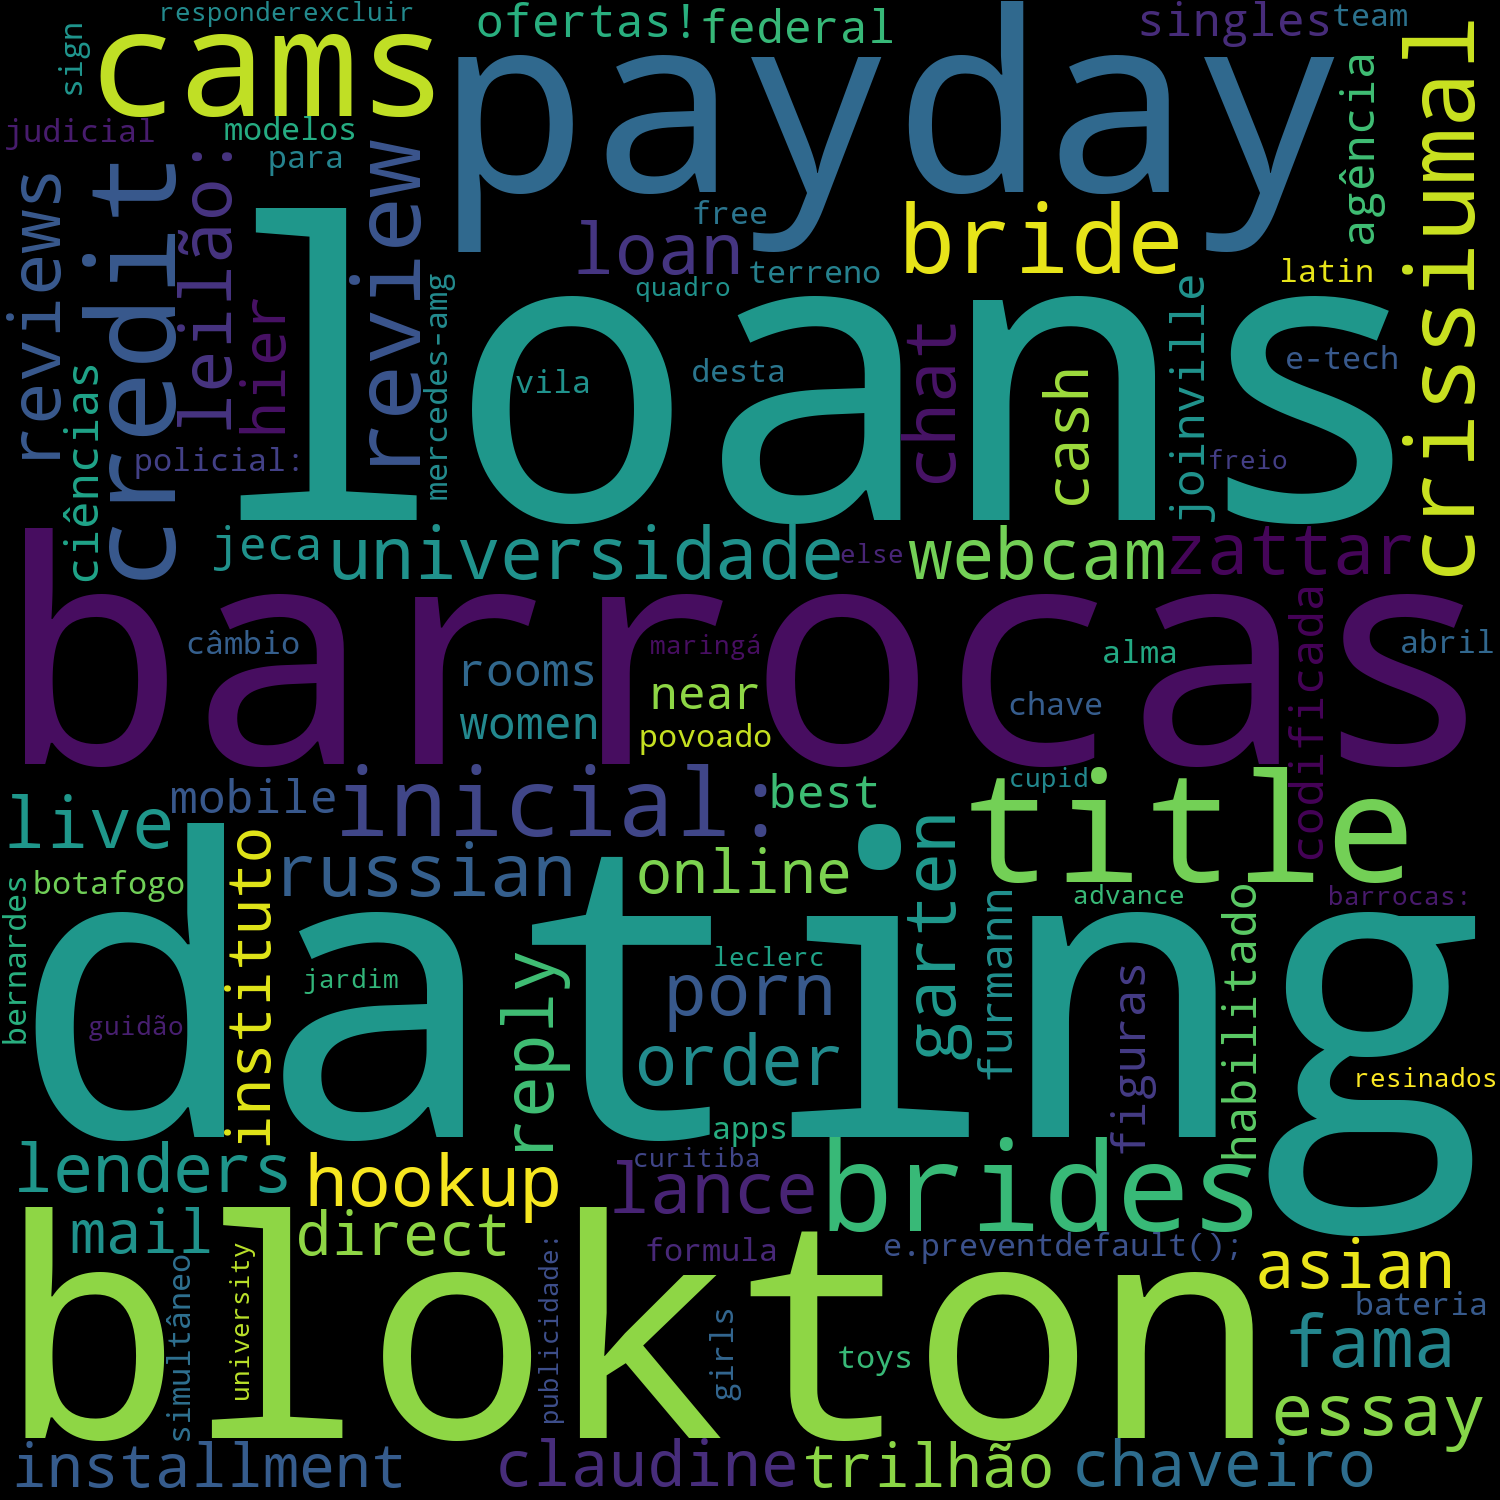 responderexcluir
ofertas!
federal
singles
team
sign
cams
payday
crissiumal
judicial
modelos
para
agência
reviews
credit
leilão:
review
free
loan
bride
latin
hier
mercedes-amg
quadro
terreno
loans
chat
joinville
vila
desta
cash
e-tech
ciências
policial:
freio
jeca
universidade
else
webcam
zattar
barrocas
câmbio
maringá
alma
codificada
abril
rooms
near
chave
women
povoado
live
mobile
inicial:
best
cupid
title
bernardes
botafogo
instituto
russian
online
garten
advance
barrocas:
dating
guidão
jardim
reply
leclerc
porn
furmann
figuras
habilitado
order
resinados
apps
lenders
hookup
curitiba
lance
brides
mail
direct
formula
e.preventdefault();
asian
blokton
simultâneo
university
publicidade:
girls
toys
bateria
fama
essay
installment
claudine
trilhão
chaveiro